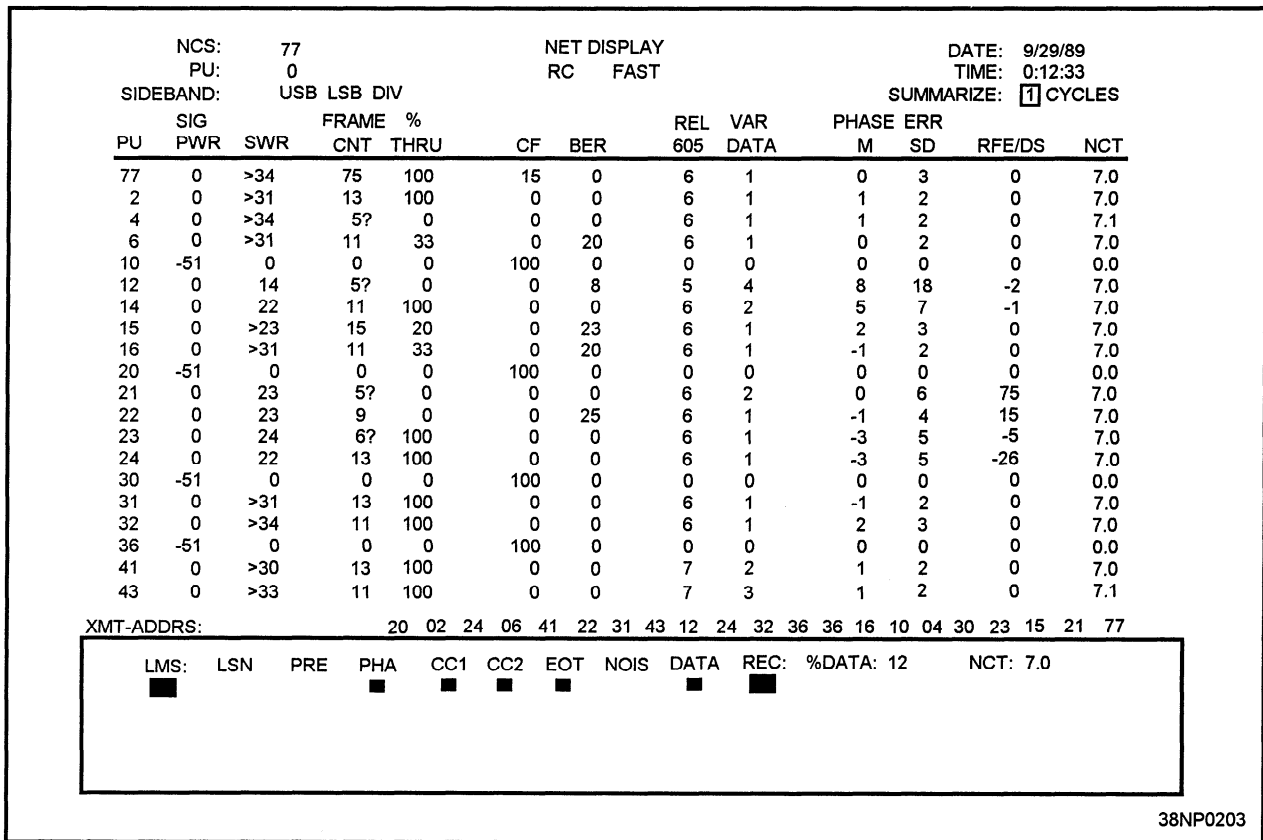 NCS: 77 NET DISPLAY DATE: 9/29/89
PU: 0 RC FAST TIME: 0:12:33
SIDEBAND: USB LSB DIV SUMMARIZE: 1 CYCLES
SIG FRAME % REL VAR PHASE ERR
PU PWR SWR CNT THRU CF BER 605 DATA M SD RFE/DS NCT
77 0 >34 75 100 15 0 6 1 0 3 0 7.0
2 0 >31 13 100 0 0 6 1 1 2 0 7.0
4 0 >34 5? 0 0 0 6 1 1 2 0 7.1
6 0 >31 11 33 0 20 6 1 0 2 0 7.0
10 -51 0 0 0 100 0 0 0 0 0 0 0.0
12 0 14 5? 0 0 8 5 4 8 18 -2 7.0
14 0 22 11 100 0 0 6 2 5 7 -1 7.0
15 0 >23 15 20 0 23 6 1 2 3 0 7.0
16 0 >31 11 33 0 20 6 1 -1 2 0 7.0
20 -51 0 0 0 100 0 0 0 0 0 0 0.0
21 0 23 5? 0 0 0 6 2 0 6 75 7.0
22 0 23 9 0 0 25 6 1 -1 4 15 7.0
23 0 24 6? 100 0 0 6 1 -3 5 -5 7.0
24 0 22 13 100 0 0 6 1 -3 5 -26 7.0
30 -51 0 0 0 100 0 0 0 0 0 0 0.0
31 0 >31 13 100 0 0 6 1 -1 2 0 7.0
32 0 >34 11 100 0 0 6 1 2 3 0 7.0
36 -51 0 0 0 100 0 0 0 0 0 0 0.0
41 0 >30 13 100 0 0 7 2 1 2 0 7.0
43 0 >33 11 100 0 0 7 3 1 2 0 7.1
XMT-ADDRS: 20 02 24 06 41 22 31 43 12 24 32 36 36 16 10 04 30 23 15 21 77
LMS: LSN PRE PHA CC1 CC2 EOT NOIS DATA REC: %DATA: 12 NCT: 7.0
38NP0203